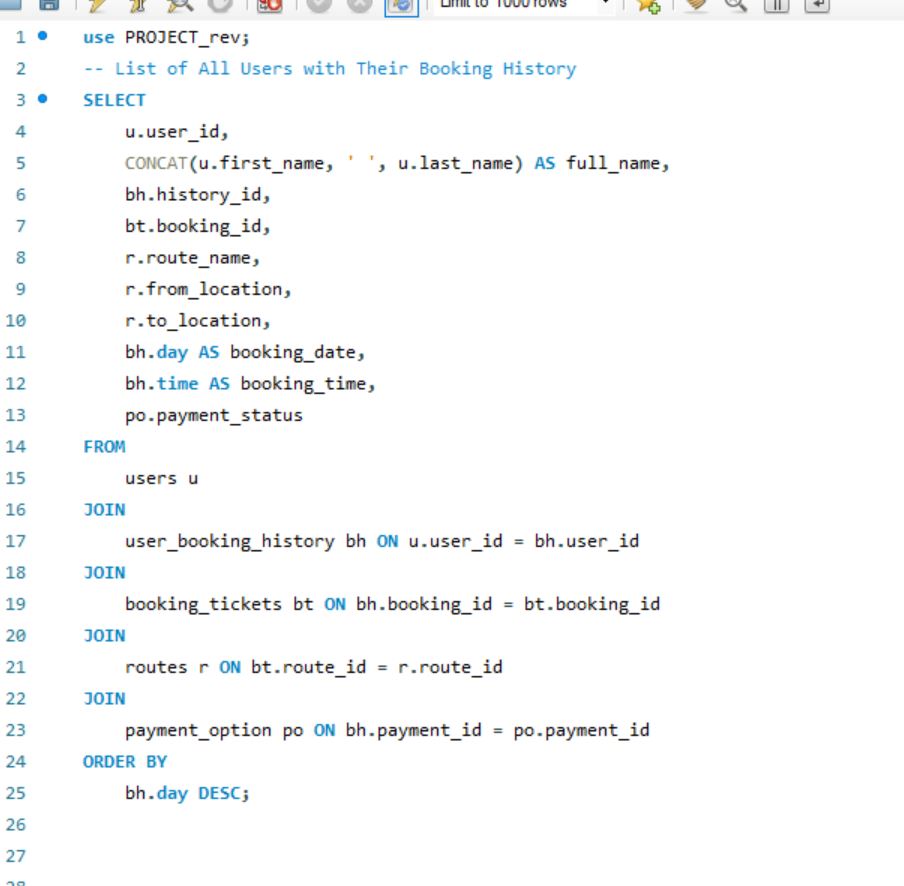 Limit to 1000 rows
1 use PROJECT_rev;
2 -- List of All Users with Their Booking History
3 SELECT
4 u.user_id,
5 CONCAT(u.first_name, ' ', u.last_name) AS full_name,
6 bh.history_id,
7 bt.booking_id,
8 r.route_name,
9 r.from_location,
10 r.to_location,
11 bh.day AS booking_date,
12 bh.time AS booking_time,
13 po.payment_status
14 FROM
15 users u
16 JOIN
17 user_booking_history bh ON u.user_id = bh.user_id
18 JOIN
19 booking_tickets bt ON bh.booking_id = bt.booking_id
20 JOIN
21 routes r ON bt.route_id = r.route_id
22 JOIN
23 payment_option po ON bh.payment_id = po.payment_id
24 ORDER BY
25 bh.day DESC;
26
27
28